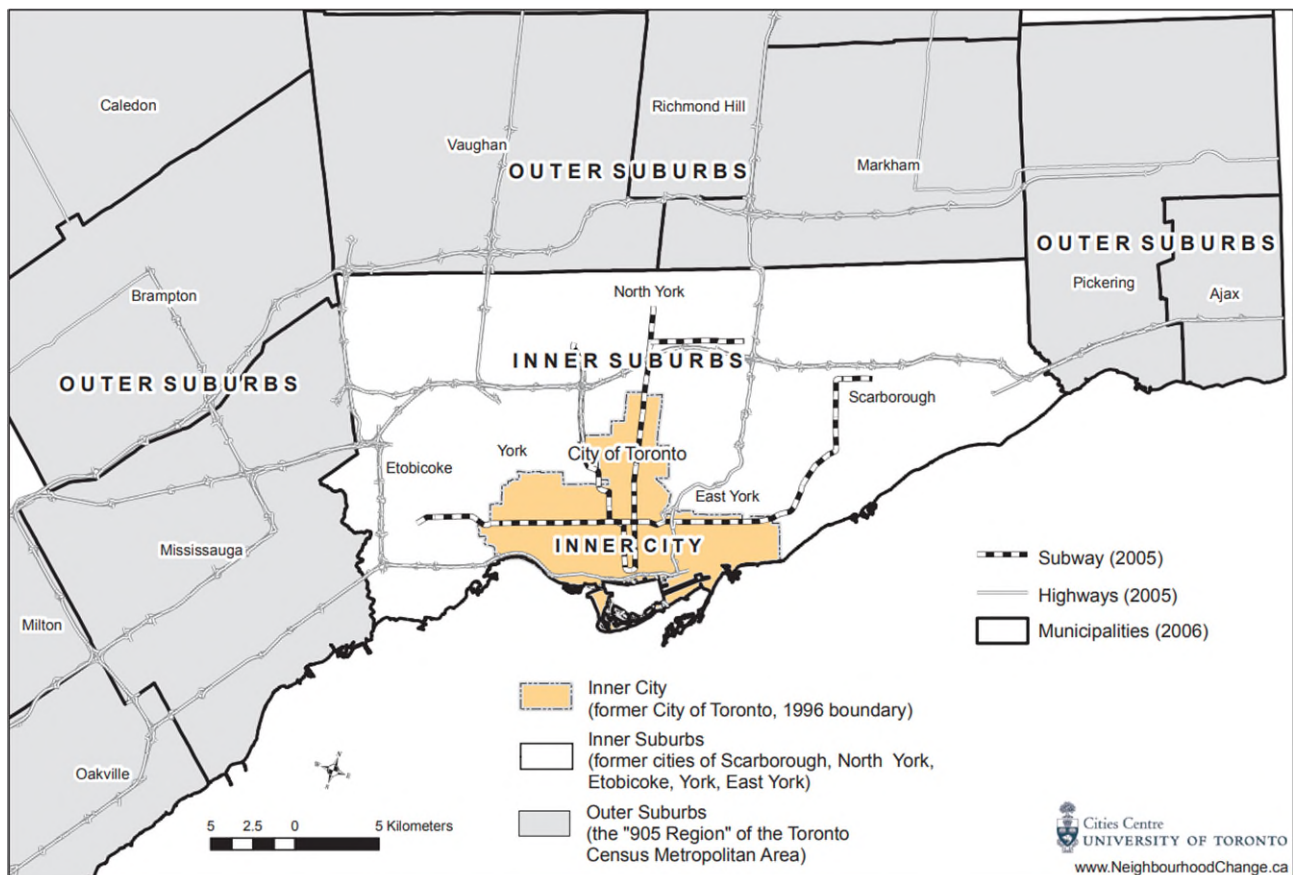 Caledon
Vaughan
Richmond Hill
Markham
OUTER SUBURBS
OUTER SUBURBS
Pickering
Ajax
Brampton
North York
INNER SUBURBS
OUTER SUBURBS
Scarborough
Etobicoke
York
City of Toronto
East York
INNER CITY
Mississauga
Milton
Oakville
Subway (2005)
Highways (2005)
Municipalities (2006)
Inner City
(former City of Toronto, 1996 boundary)
Inner Suburbs
(former cities of Scarborough, North York,
Etobicoke, York, East York)
Outer Suburbs
(the "905 Region" of the Toronto
Census Metropolitan Area)
5 2.5 0 5 Kilometers
Cities Centre
UNIVERSITY OF TORONTO
www.NeighbourhoodChange.ca